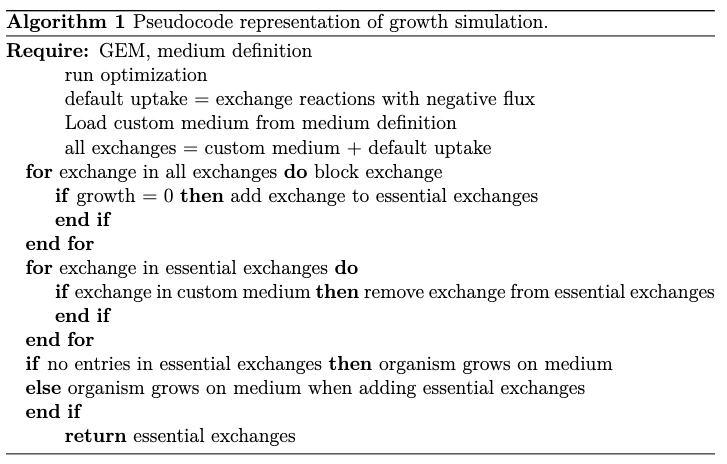 Algorithm 1 Pseudocode representation of growth simulation.
Require: GEM, medium definition
run optimization
default uptake = exchange reactions with negative flux
Load custom medium from medium definition
all exchanges = custom medium + default uptake
for exchange in all exchanges do block exchange
if growth = 0 then add exchange to essential exchanges
end if
end for
for exchange in essential exchanges do
if exchange in custom medium then remove exchange from essential exchanges
end if
end for
if no entries in essential exchanges then organism grows on medium
else organism grows on medium when adding essential exchanges
end if
return essential exchanges